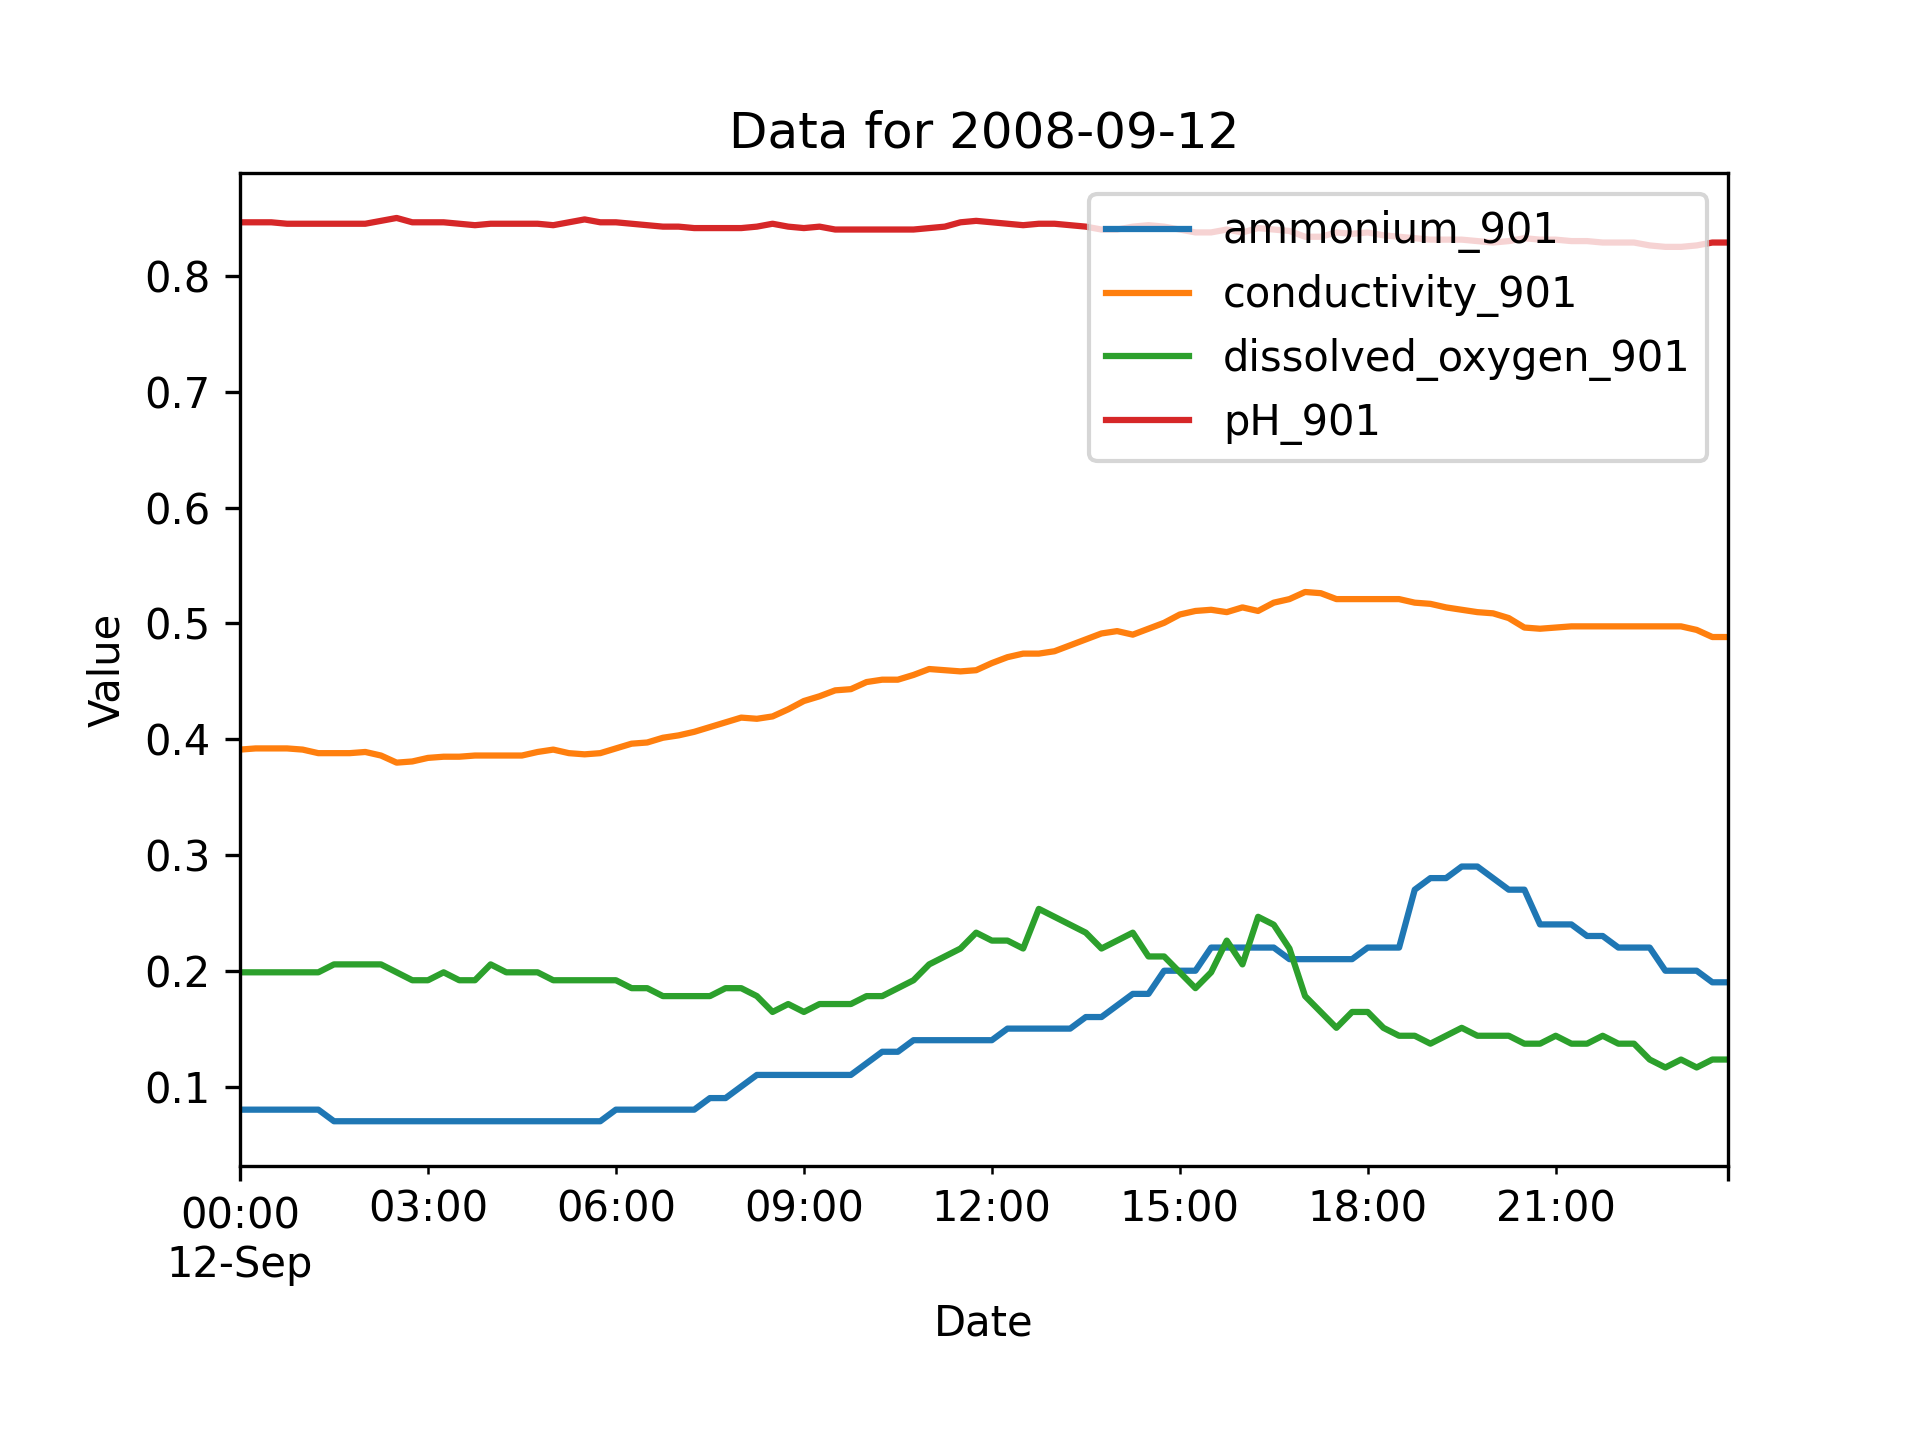 Data for 2008-09-12
ammonium_901
conductivity_901
dissolved_oxygen_901
pH_901
Value
0.8
0.7
0.6
0.5
0.4
0.3
0.2
0.1
00:00 03:00 06:00 09:00 12:00 15:00 18:00 21:00
12-Sep
Date